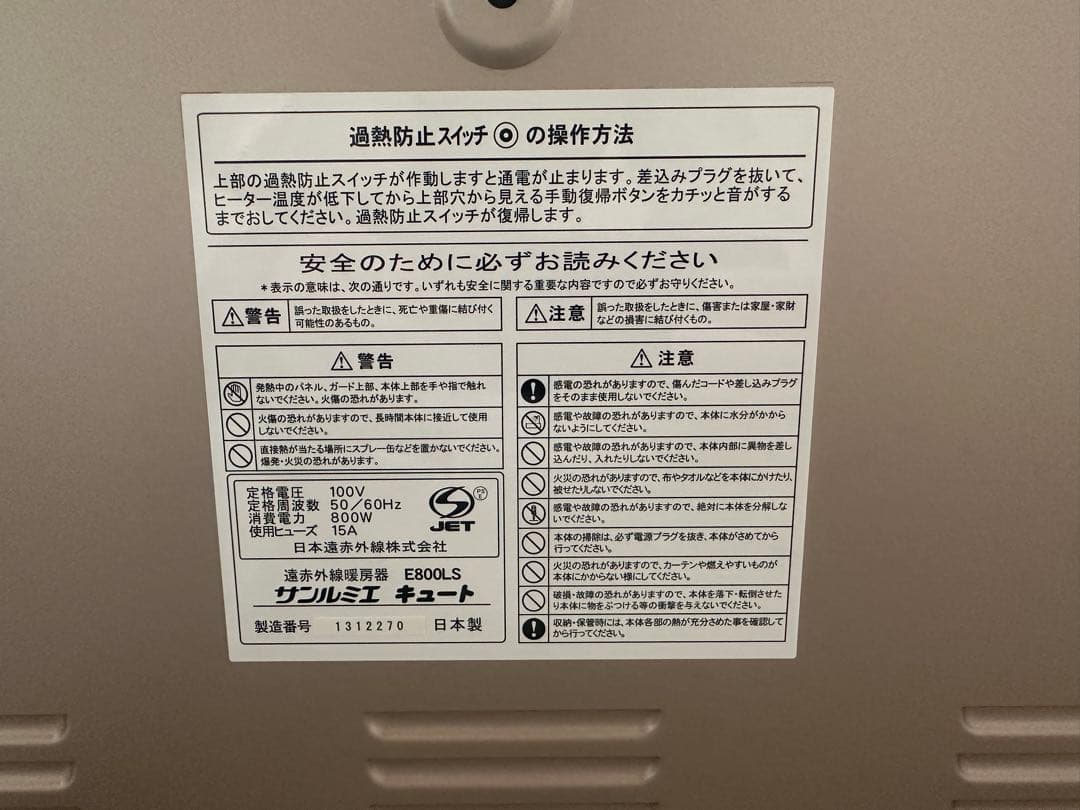 過熱防止スイッチ◎の操作方法
上部の過熱防止スイッチが作動しますと通電が止まります。差込みプラグを抜いて、
ヒーター温度が低下してから上部穴から見える手動復帰ボタンをカチッと音がする
までおしてください。過熱防止スイッチが復帰します。
安全のために必ずお読みください
*表示の意味は、次の通りです。いずれも安全に関する重要な内容ですので必ずお守りください。
⚠警告
誤った取扱をしたときに、死亡や重傷に結び付く
可能性のあるもの。
⚠注意
誤った取扱をしたときに、傷害または家屋・家財
などの損害に結び付くもの。
⚠警告
発熱中のパネル、ガード上部、本体上部を手や指で触れ
ないでください。火傷の恐れがあります。
火傷の恐れがありますので、長時間本体に接近して使用
しないでください。
直接熱が当たる場所にスプレー缶などを置かないでください。
爆発・火災の恐れがあります。
定格電圧 100V
定格周波数 50/60Hz
消費電力 800W
使用ヒューズ 15A
PS
E
JET
日本遠赤外線株式会社
遠赤外線暖房器 E800LS
サンルミエ キュート
製造番号 1312270 日本製
⚠注意
感電の恐れがありますので、傷んだコードや差し込みプラグ
をそのまま使用しないでください。
感電や故障の恐れがありますので、本体に水分がかから
ないようにしてください。
感電や故障の恐れがありますので、本体内部に異物を差し
込んだり、入れたりしないでください。
火災の恐れがありますので、布やタオルなどを本体にかけたり、
被せたりしないでください。
感電や故障の恐れがありますので、絶対に本体を分解しな
いでください。
本体の掃除は、必ず電源プラグを抜き、本体がさめてから
行ってください。
火災の恐れがありますので、カーテンや燃えやすいものが
本体にかからない様にしてください。
破損・故障の恐れがありますので、本体を落下・転倒させた
り本体に物をぶつける等の衝撃を与えないでください。
収納・保管時には、本体各部の熱が充分さめた事を確認して
から行ってください。